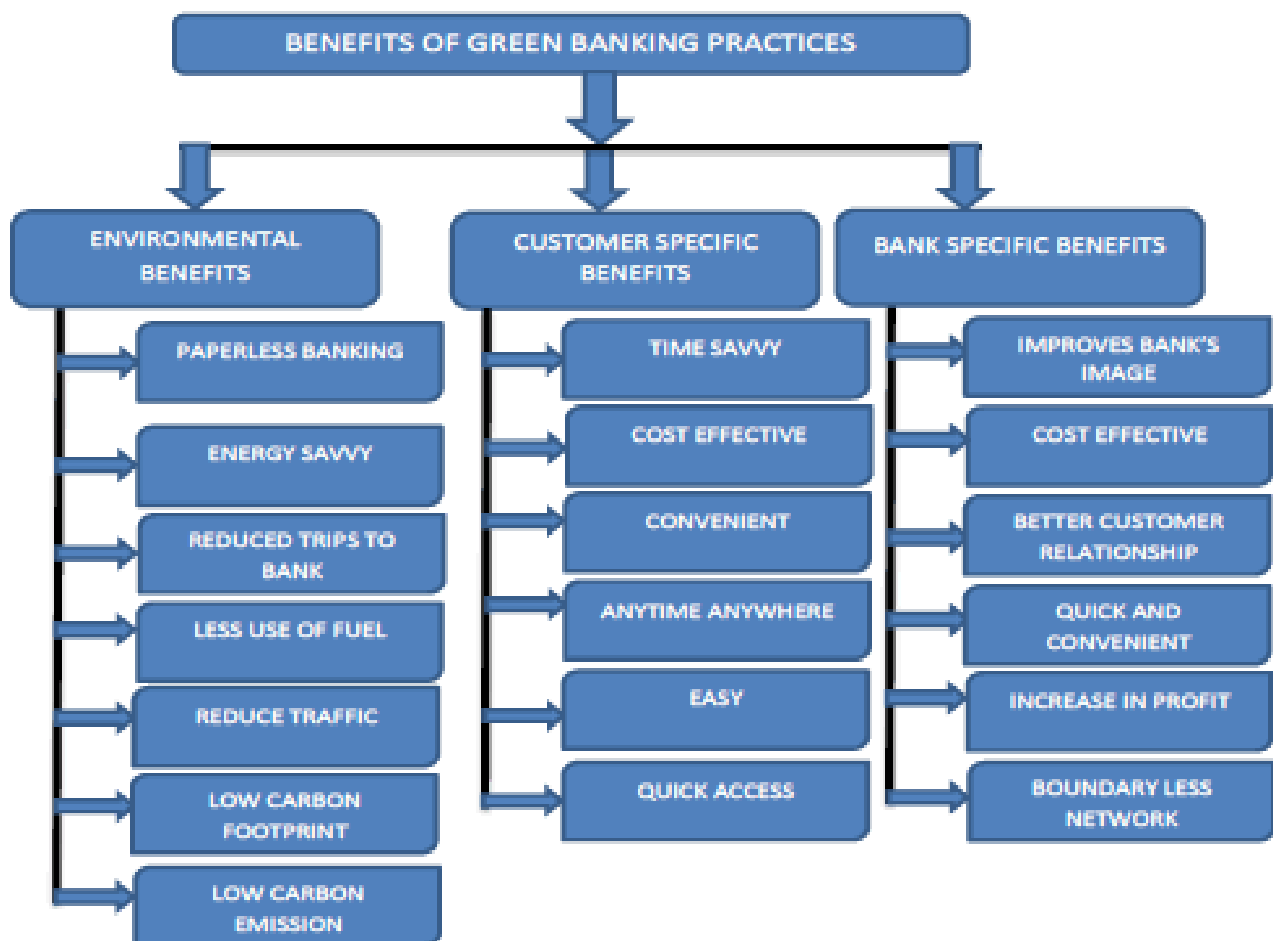 BENEFITS OF GREEN BANKING PRACTICES
ENVIRONMENTAL
BENEFITS
PAPERLESS BANKING
ENERGY SAVVY
REDUCED TRIPS TO
BANK
LESS USE OF FUEL
REDUCE TRAFFIC
LOW CARBON
FOOTPRINT
LOW CARBON
EMISSION
CUSTOMER SPECIFIC
BENEFITS
TIME SAVVY
COST EFFECTIVE
CONVENIENT
ANYTIME ANYWHERE
EASY
QUICK ACCESS
BANK SPECIFIC BENEFITS
IMPROVES BANK'S
IMAGE
COST EFFECTIVE
BETTER CUSTOMER
RELATIONSHIP
QUICK AND
CONVENIENT
INCREASE IN PROFIT
BOUNDARY LESS
NETWORK